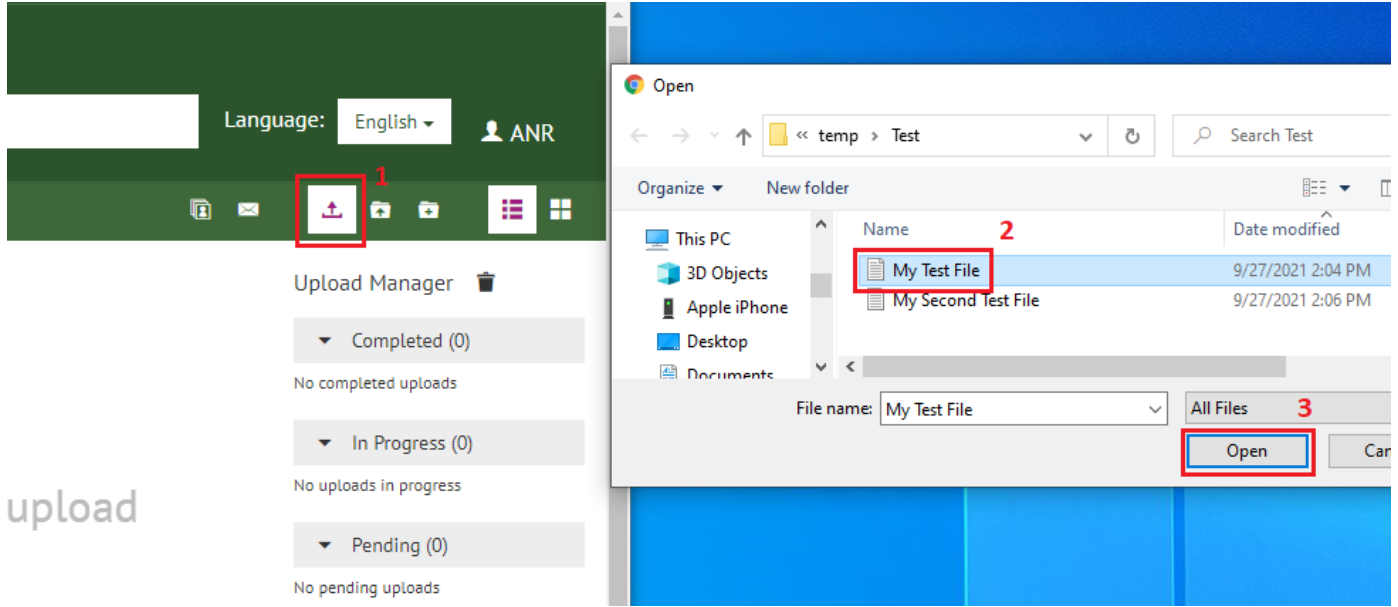 Language: English ANR
1
Upload Manager
Completed (0)
No completed uploads
In Progress (0)
No uploads in progress
upload
Pending (0)
No pending uploads
Open
« temp › Test
Search Test
Organize New folder
This PC
3D Objects
Apple iPhone
Desktop
Documents
Name 2 Date modified
My Test File 9/27/2021 2:04 PM
My Second Test File 9/27/2021 2:06 PM
File name: My Test File All Files 3
Open Can